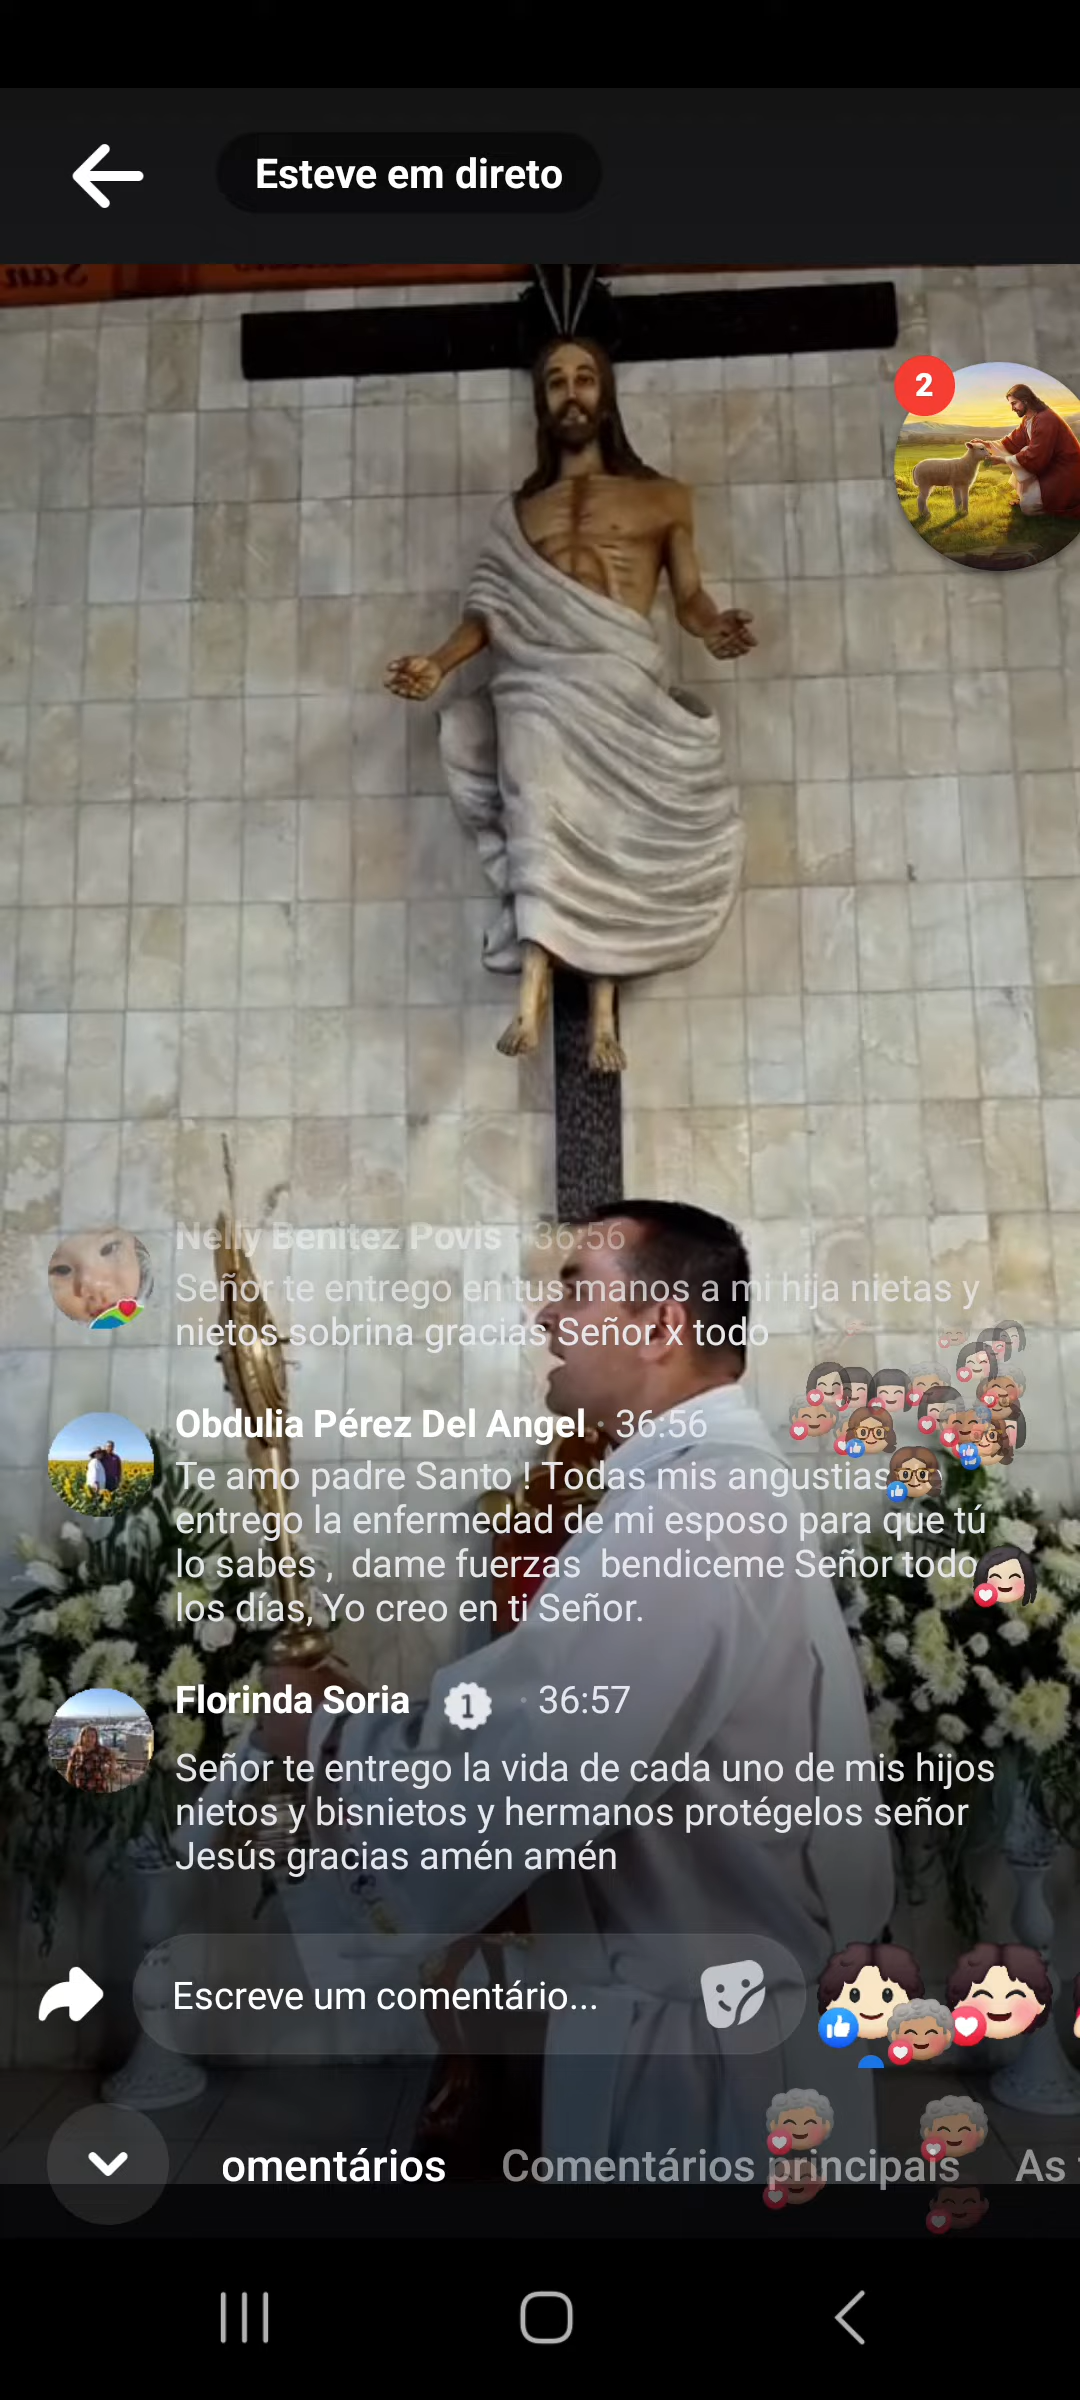 Esteve em direto
San
2
Nelly Benitez Povis · 36:56
Señor te entrego en tus manos a mi hija nietas y
nietos sobrina gracias Señor x todo
Obdulia Pérez Del Angel · 36:56
Te amo padre Santo ! Todas mis angustias
entrego la enfermedad de mi esposo para que tú
lo sabes , dame fuerzas bendiceme Señor todo
los días, Yo creo en ti Señor.
Florinda Soria 1 · 36:57
Señor te entrego la vida de cada uno de mis hijos
nietos y bisnietos y hermanos protégelos señor
Jesús gracias amén amén
Escreve um comentário...
omentários Comentários principais As